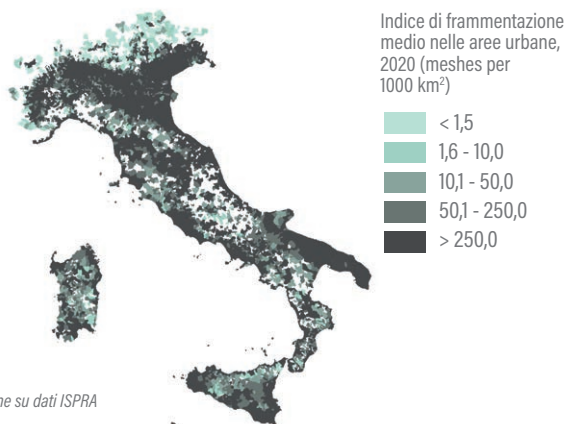 Indice di frammentazione
medio nelle aree urbane,
2020 (meshes per
1000 km²)
< 1,5
1,6 - 10,0
10,1 - 50,0
50,1 - 250,0
> 250,0
ne su dati ISPRA